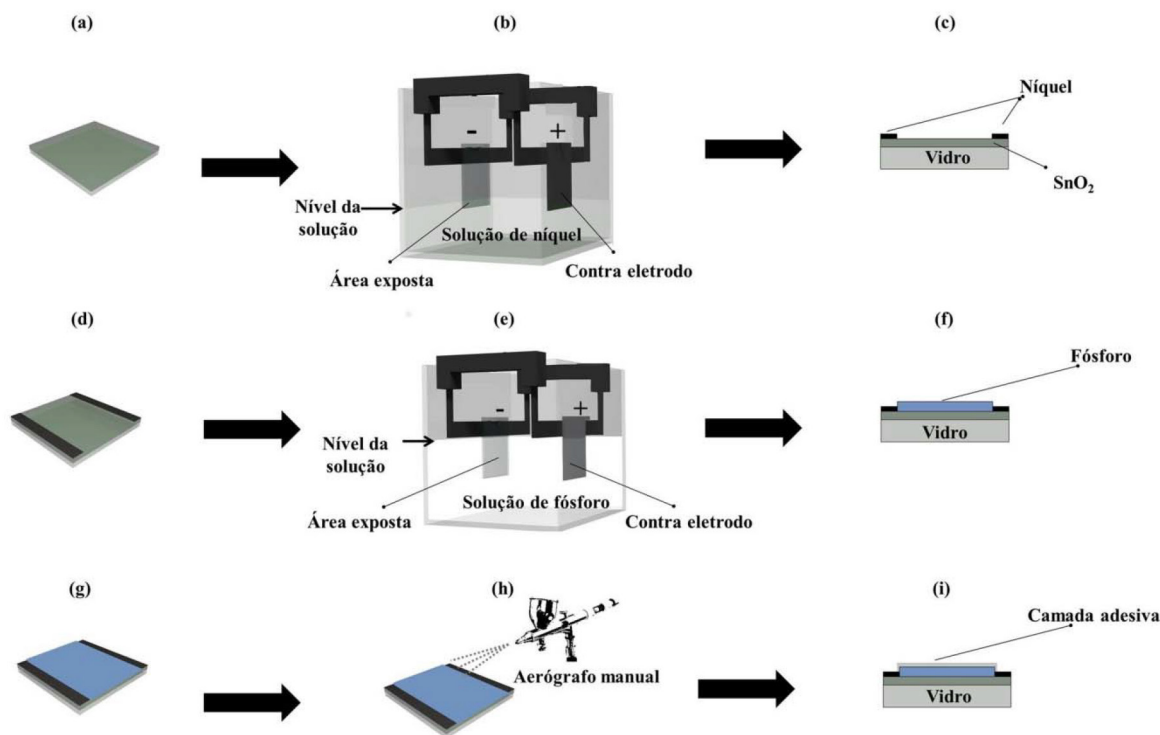 (a)
(b)
(c)
-
+
Nível da
solução
Solução de níquel
Área exposta
Contra eletrodo
Níquel
Vidro
SnO₂
(d)
(e)
(f)
-
+
Nível da
solução
Solução de fósforo
Área exposta
Contra eletrodo
Fósforo
Vidro
(g)
(h)
(i)
Aerógrafo manual
Camada adesiva
Vidro